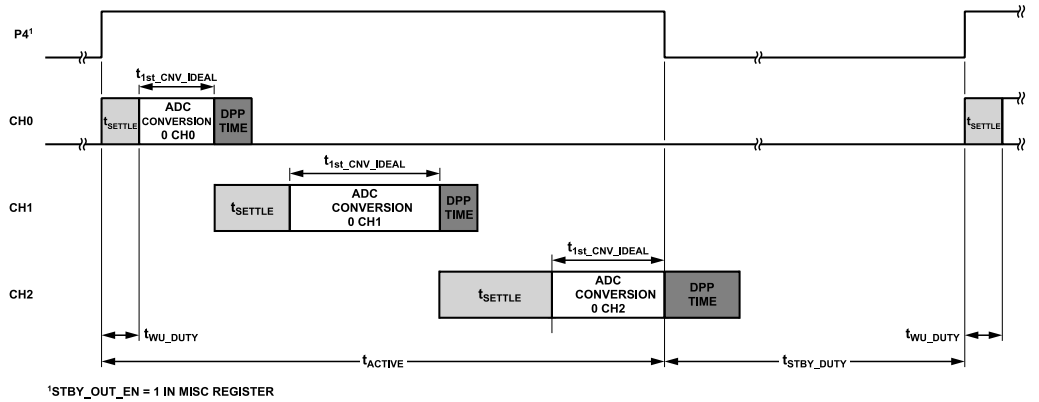 P4¹
t1st_CNV_IDEAL
CH0
tSETTLE
ADC
CONVERSION
0 CH0
DPP
TIME
tSETTLE
t1st_CNV_IDEAL
CH1
tSETTLE
ADC
CONVERSION
0 CH1
DPP
TIME
t1st_CNV_IDEAL
CH2
tSETTLE
ADC
CONVERSION
0 CH2
DPP
TIME
tWU_DUTY
tWU_DUTY
tACTIVE
tSTBY_DUTY
¹STBY_OUT_EN = 1 IN MISC REGISTER